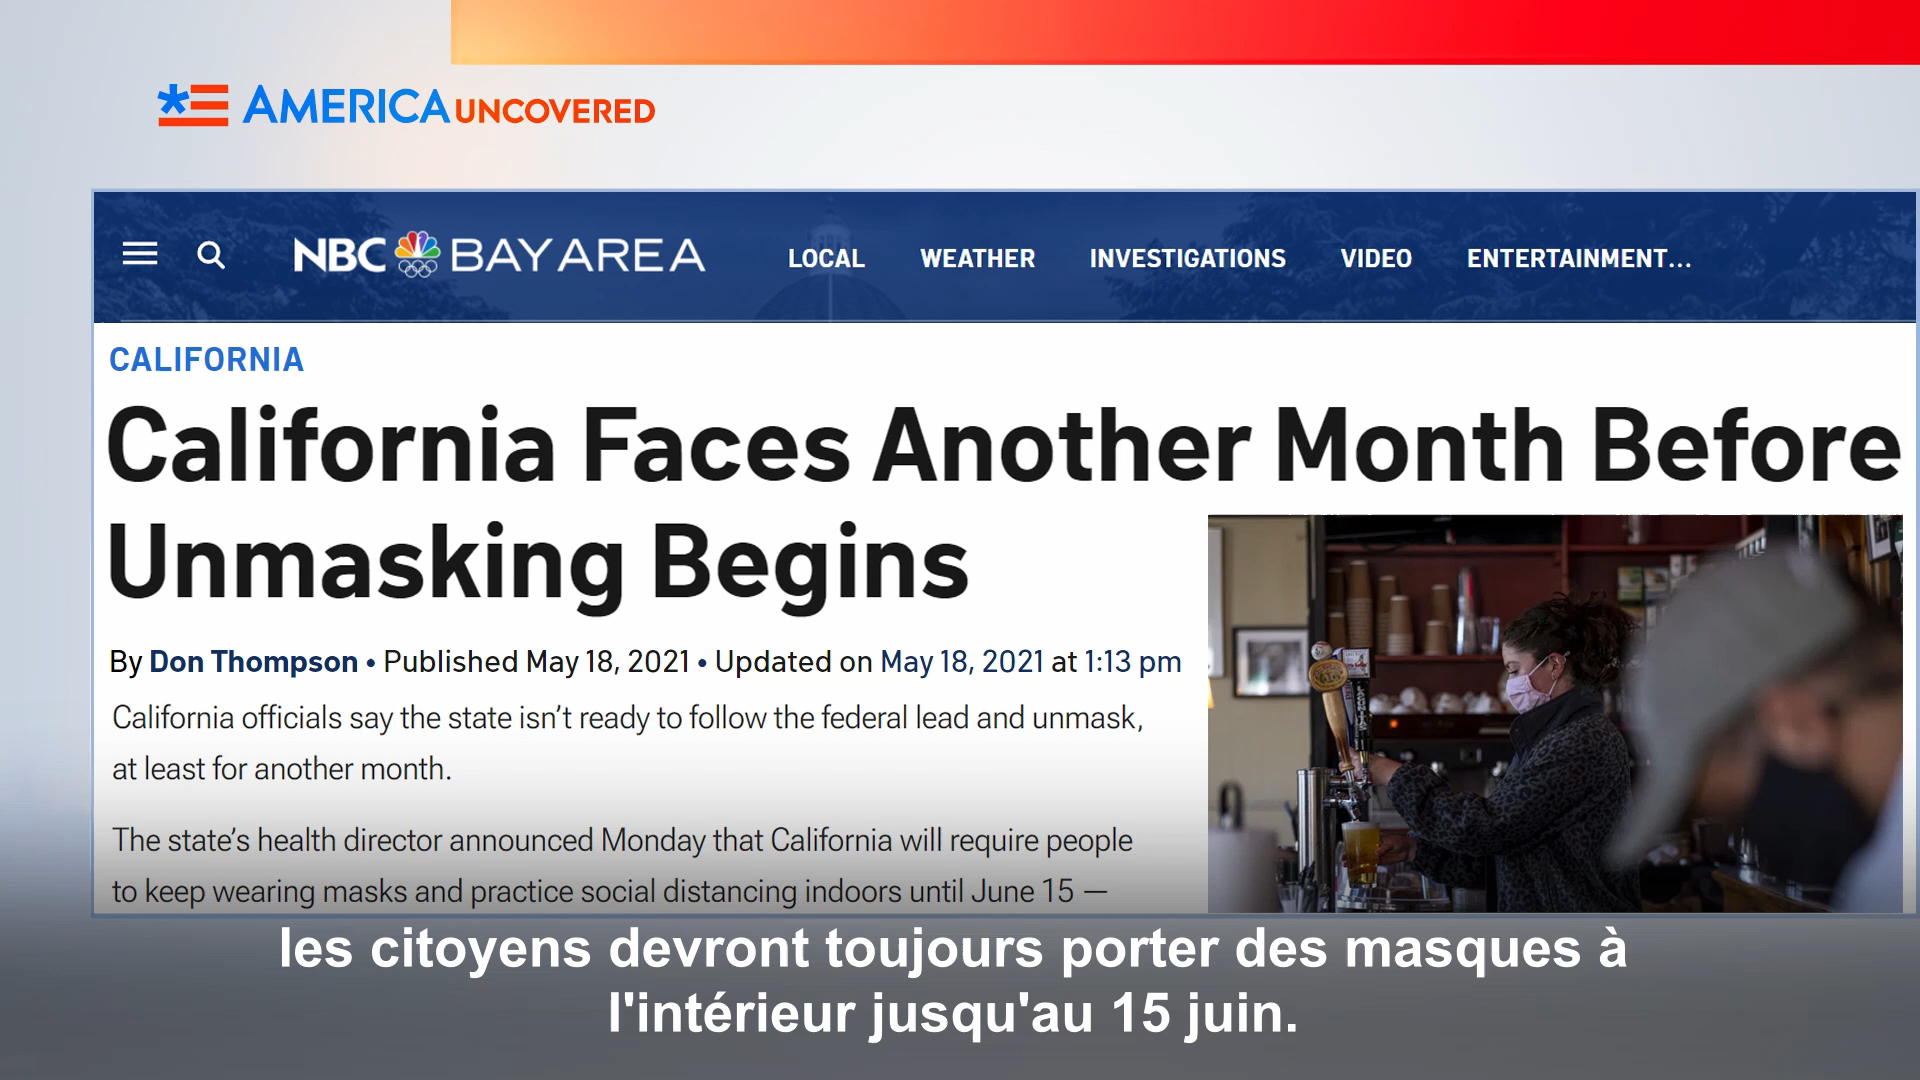 AMERICA UNCOVERED
NBC BAY AREA
LOCAL WEATHER INVESTIGATIONS VIDEO ENTERTAINMENT...
CALIFORNIA
California Faces Another Month Before
Unmasking Begins
By Don Thompson • Published May 18, 2021 • Updated on May 18, 2021 at 1:13 pm
California officials say the state isn't ready to follow the federal lead and unmask,
at least for another month.
The state's health director announced Monday that California will require people
to keep wearing masks and practice social distancing indoors until June 15 —
les citoyens devront toujours porter des masques à
l'intérieur jusqu'au 15 juin.